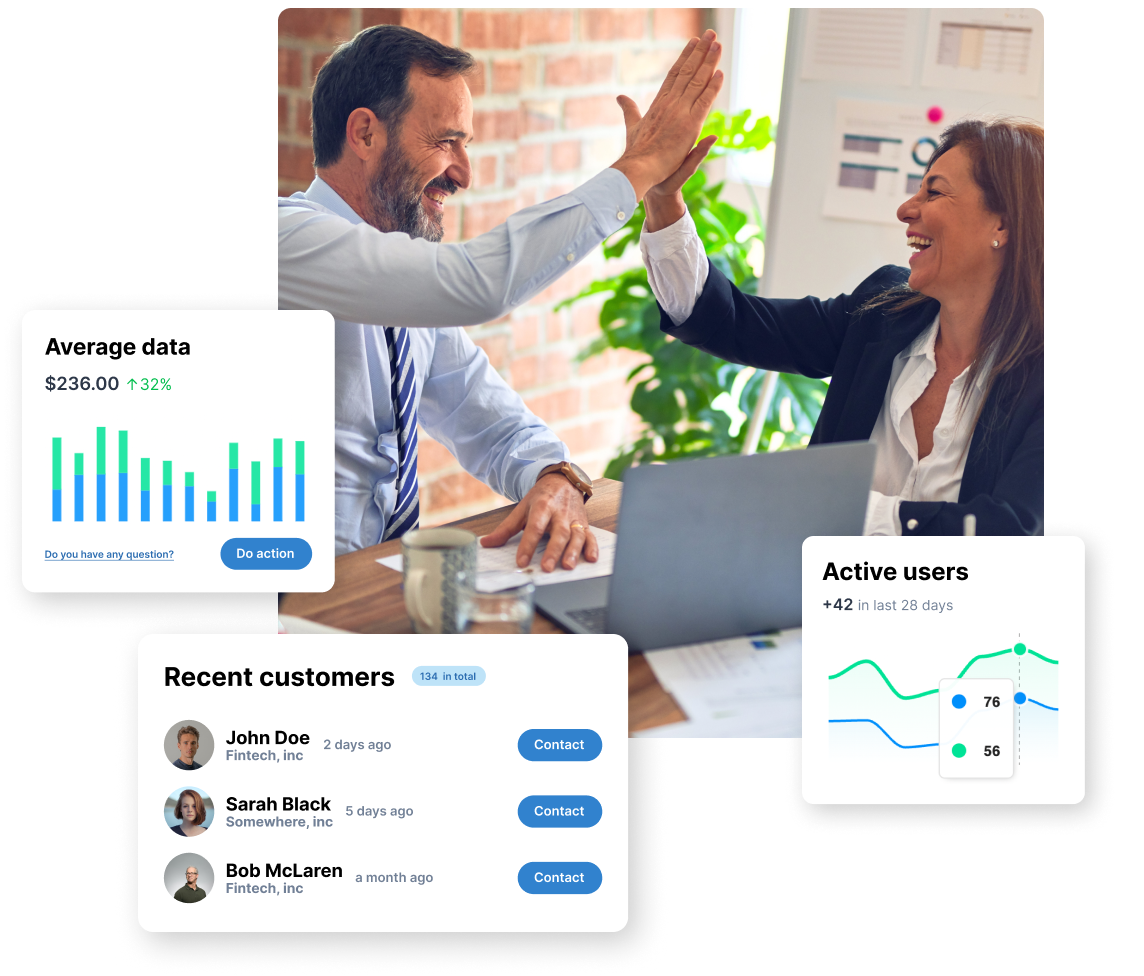 Average data
$236.00 ↑32%
Do you have any question?
Do action
Active users
+42 in last 28 days
76
56
Recent customers
134 in total
John Doe
2 days ago
Fintech, inc
Contact
Sarah Black
5 days ago
Somewhere, inc
Contact
Bob McLaren
a month ago
Fintech, inc
Contact